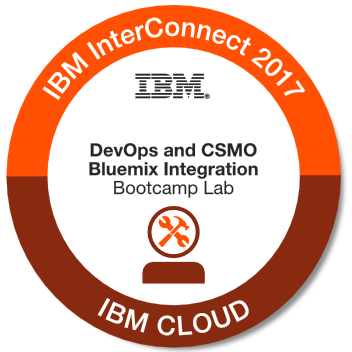 IBM InterConnect 2017
IBM®
DevOps and CSMO
Bluemix Integration
Bootcamp Lab
IBM CLOUD